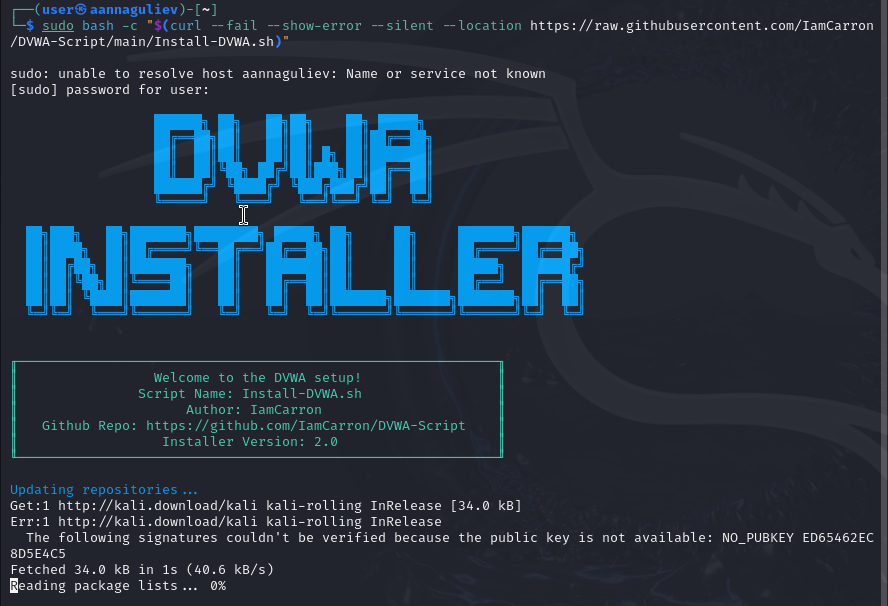 ┌──(user㉿aannaguliev)-[~]
└─$ sudo bash -c "$(curl --fail --show-error --silent --location https://raw.githubusercontent.com/IamCarron
/DVWA-Script/main/Install-DVWA.sh)"
sudo: unable to resolve host aannaguliev: Name or service not known
[sudo] password for user:
DVWA
INSTALLER
Welcome to the DVWA setup!
Script Name: Install-DVWA.sh
Author: IamCarron
Github Repo: https://github.com/IamCarron/DVWA-Script
Installer Version: 2.0
Updating repositories...
Get:1 http://kali.download/kali kali-rolling InRelease [34.0 kB]
Err:1 http://kali.download/kali kali-rolling InRelease
The following signatures couldn't be verified because the public key is not available: NO_PUBKEY ED65462EC
8D5E4C5
Fetched 34.0 kB in 1s (40.6 kB/s)
Reading package lists... 0%